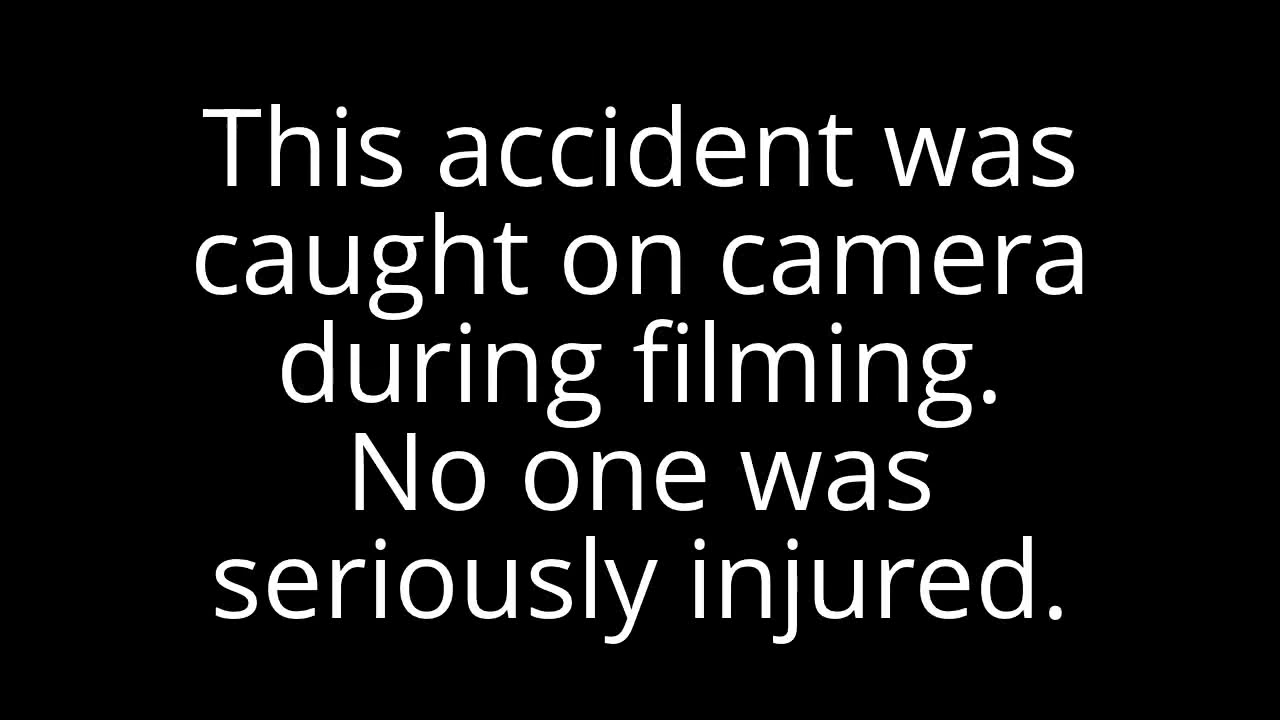 This accident was
caught on camera
during filming.
No one was
seriously injured.